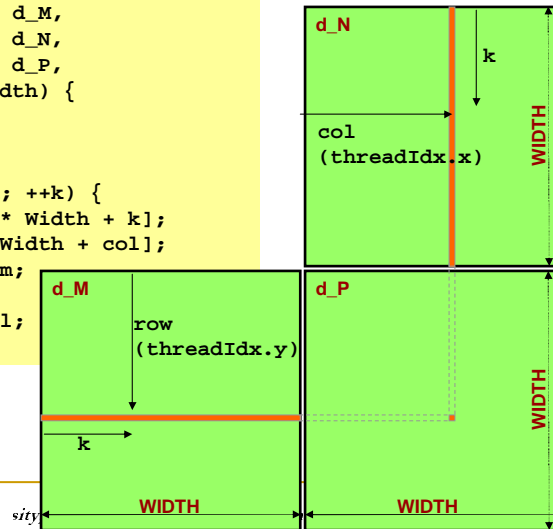 d_M,
d_N,
d_P,
dth) {
; ++k) {
* Width + k];
Width + col];
m;
l;
d_N
k
col
(threadIdx.x)
WIDTH
d_M
row
(threadIdx.y)
k
WIDTH
d_P
WIDTH
WIDTH
sity